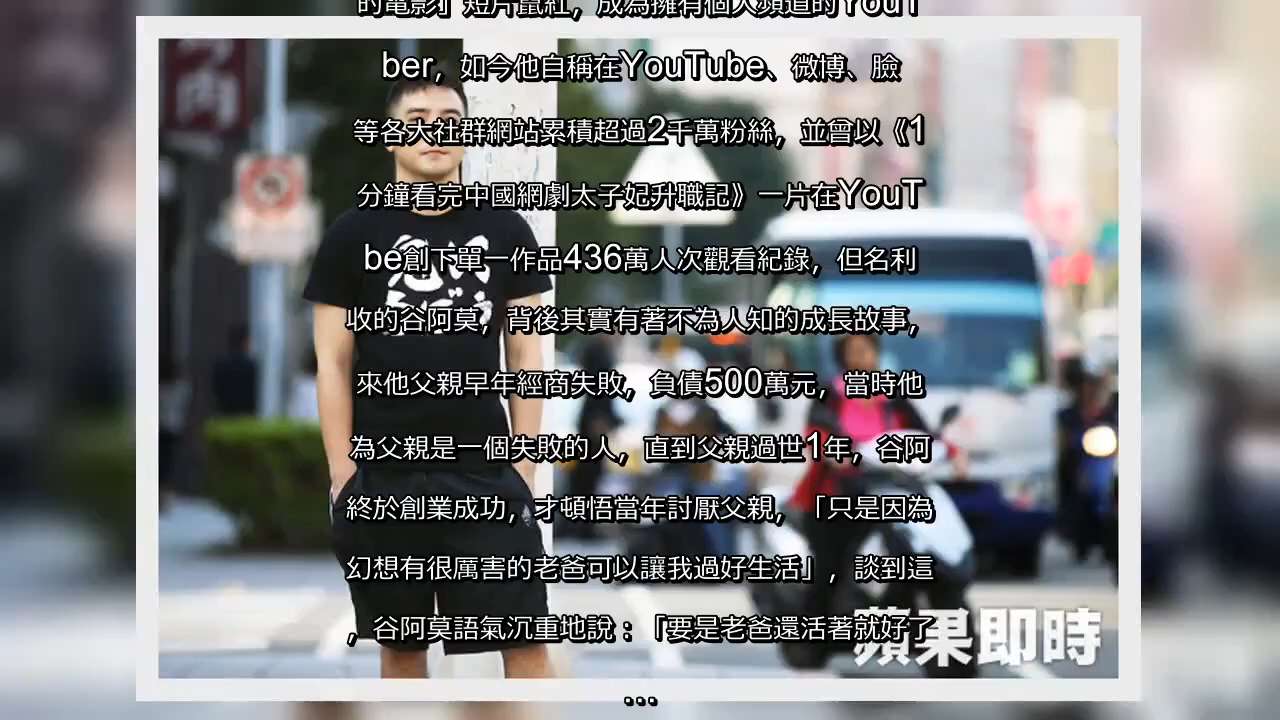 的電影』短片竄紅，成為擁有個人頻道的YouT
ber，如今他自稱在YouTube、微博、臉
等各大社群網站累積超過2千萬粉絲，並曾以《1
分鐘看完中國網劇太子妃升職記》一片在YouT
be創下單一作品436萬人次觀看紀錄，但名利
收的谷阿莫，背後其實有著不為人知的成長故事，
來他父親早年經商失敗，負債500萬元，當時他
為父親是一個失敗的人，直到父親過世1年，谷阿
終於創業成功，才頓悟當年討厭父親，「只是因為
幻想有很厲害的老爸可以讓我過好生活」，談到這
，谷阿莫語氣沉重地說：「要是老爸還活著就好了
...
蘋果即時